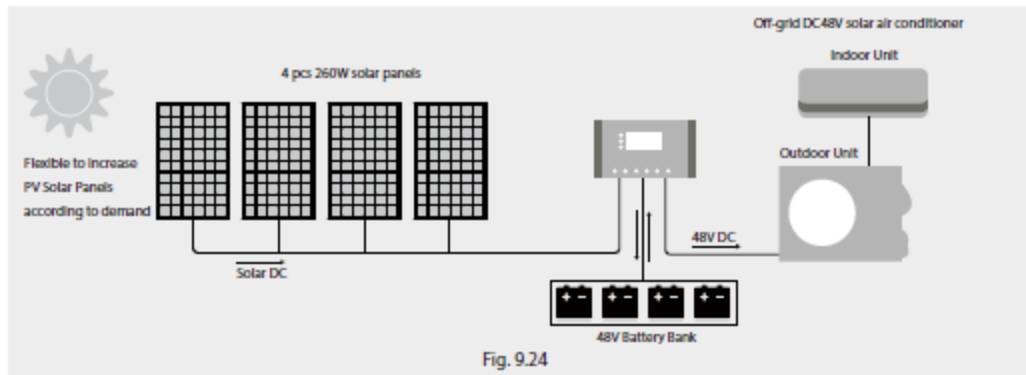 Off-grid DC48V solar air conditioner
Indoor Unit
4 pcs 260W solar panels
Flexible to increase
PV Solar Panels
according to demand
Outdoor Unit
48V DC
Solar DC
48V Battery Bank
Fig. 9.24